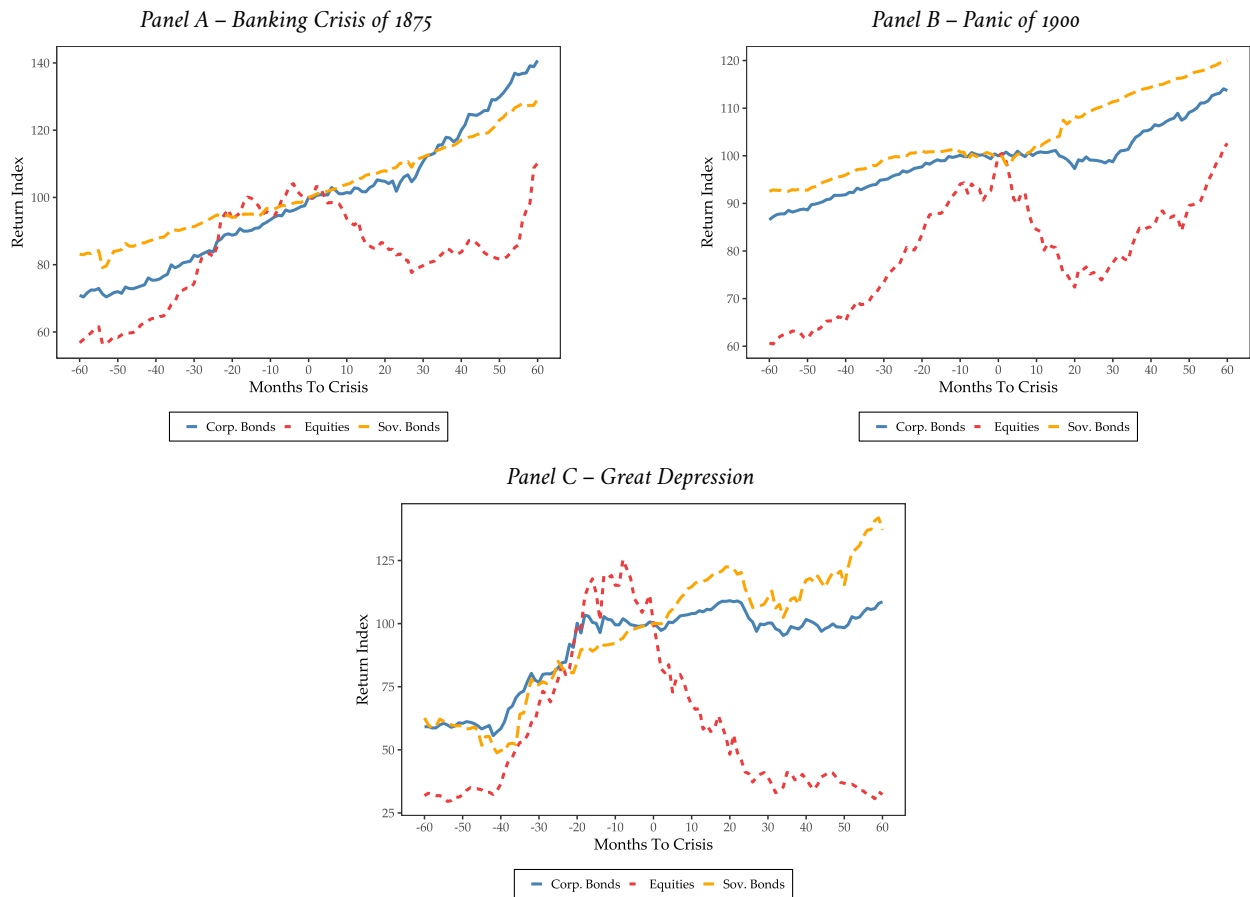 Panel A – Banking Crisis of 1875
Return Index
140
120
100
80
60
-60 -50 -40 -30 -20 -10 0 10 20 30 40 50 60
Months To Crisis
Corp. Bonds Equities Sov. Bonds
Panel B – Panic of 1900
Return Index
120
110
100
90
80
70
60
-60 -50 -40 -30 -20 -10 0 10 20 30 40 50 60
Months To Crisis
Corp. Bonds Equities Sov. Bonds
Panel C – Great Depression
Return Index
125
100
75
50
25
-60 -50 -40 -30 -20 -10 0 10 20 30 40 50 60
Months To Crisis
Corp. Bonds Equities Sov. Bonds